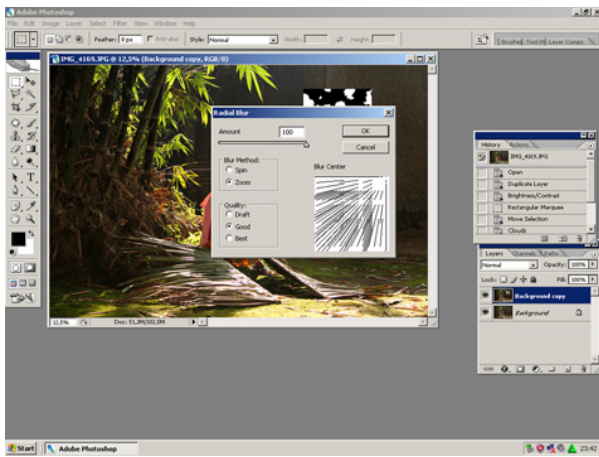 Adobe Photoshop
File Edit Image Layer Select Filter View Window Help
Feather: 0 px Anti-alias Style: Normal Width: Height:
Brushes Tool Layer Comps
IMG_4169.JPG @ 12,5% (Background copy, RGB/8)
Radial Blur
Amount 100
OK
Cancel
Blur Method:
Spin
Zoom
Blur Center
Quality:
Draft
Good
Best
12,5% Doc: 51,3M/102,5M
History Actions
IMG_4169.JPG
Open
Duplicate Layer
Brightness/Contrast
Rectangular Marquee
Move Selection
Clouds
Layers Channels Paths
Normal Opacity: 100%
Lock: Fill: 100%
Background copy
Background
Start Adobe Photoshop 23:42